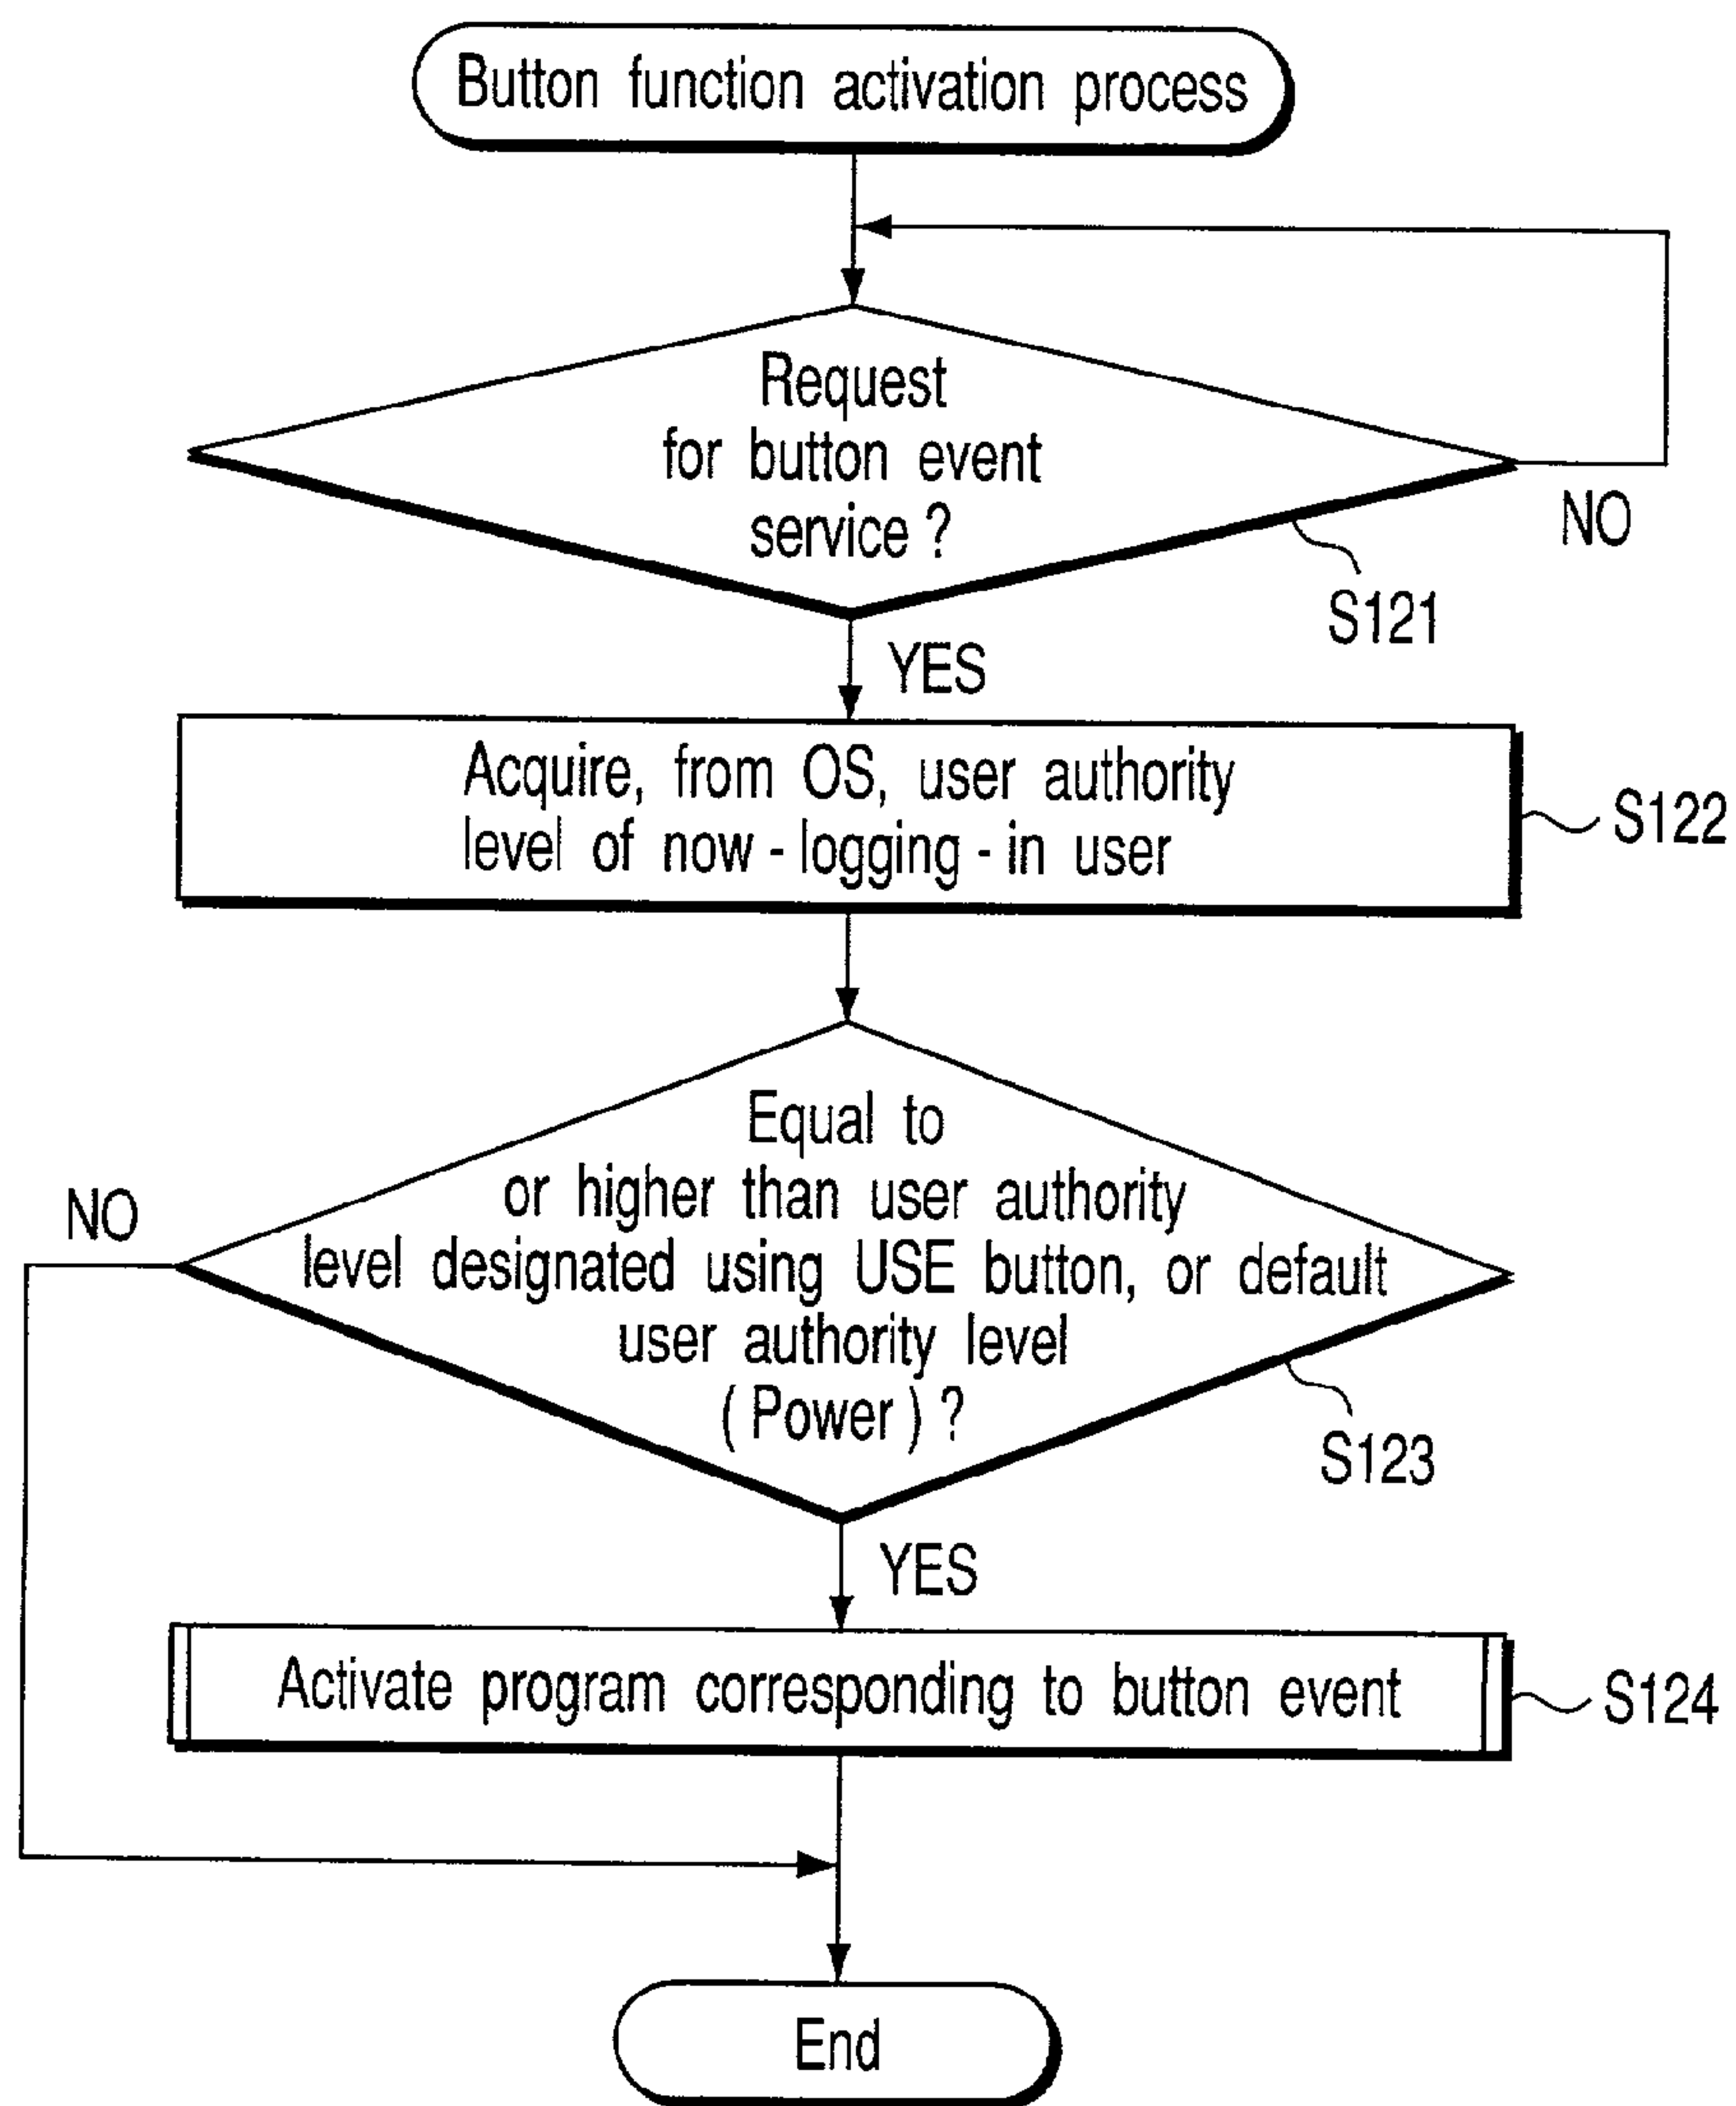 Button function activation process
Request
for button event
service ?
NO
S121
YES
Acquire, from OS, user authority
level of now - logging - in user
S122
Equal to
or higher than user authority
level designated using USE button, or default
user authority level
( Power ) ?
NO
S123
YES
Activate program corresponding to button event
S124
End